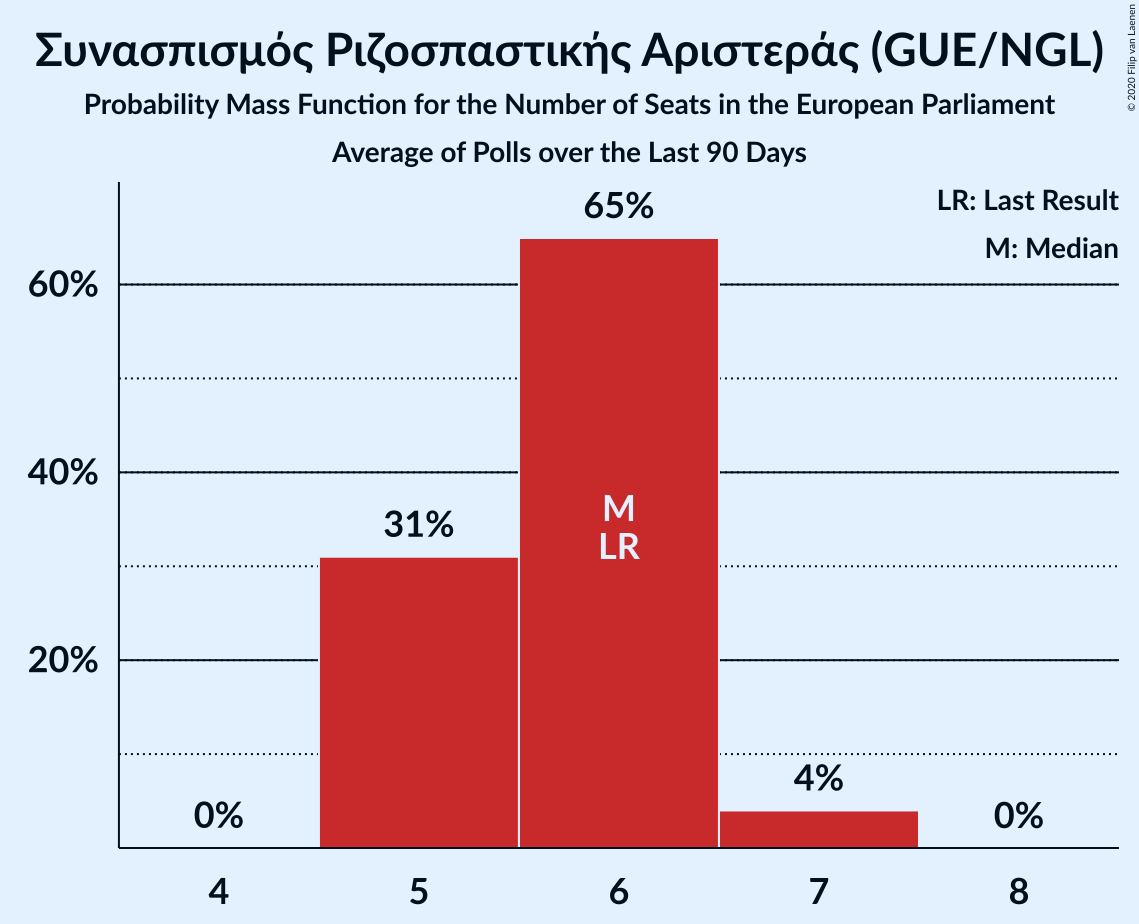 Συνασπισμός Ριζοσπαστικής Αριστεράς (GUE/NGL)
Probability Mass Function for the Number of Seats in the European Parliament
Average of Polls over the Last 90 Days
© 2020 Filip van Laenen
LR: Last Result
M: Median
65%
60%
40%
M
LR
31%
20%
4%
0%
0%
4
5
6
7
8